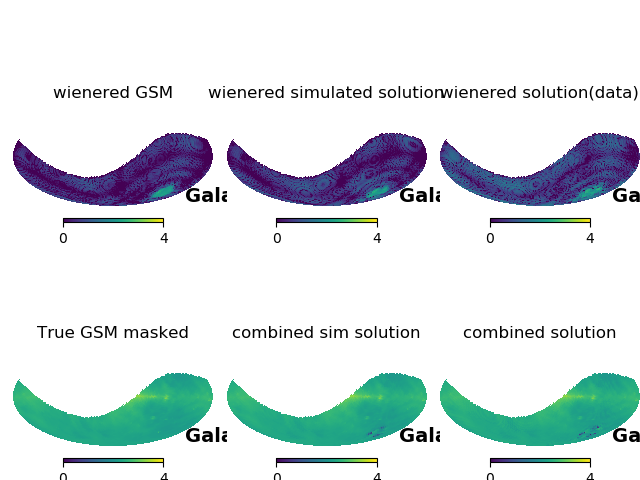 wienered GSM
wienered simulated solution
wienered solution(data)
Gala
Gala
Ga
0 4
0 4
0 4
True GSM masked
combined sim solution
combined solution
Gala
Gala
Ga
0 4
0 4
0 4